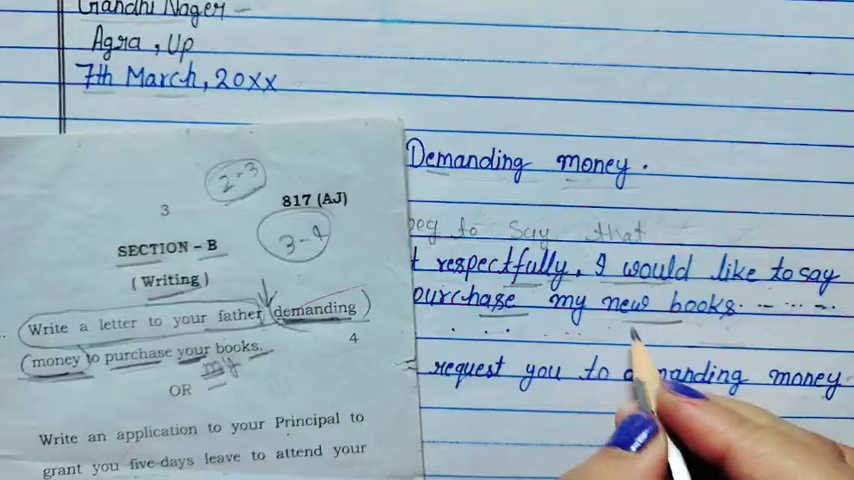 Gandhi Nager -
Agra, Up
7th March, 20xx
Demanding money.
beg to say that
t respectfully, I would like to say
purchase my new books
request you to demanding money
2-3
3
817 (AJ)
3-4
SECTION - B
(Writing)
Write a letter to your father demanding
money to purchase your books.
4
my
OR
Write an application to your Principal to
grant you five-days leave to attend your